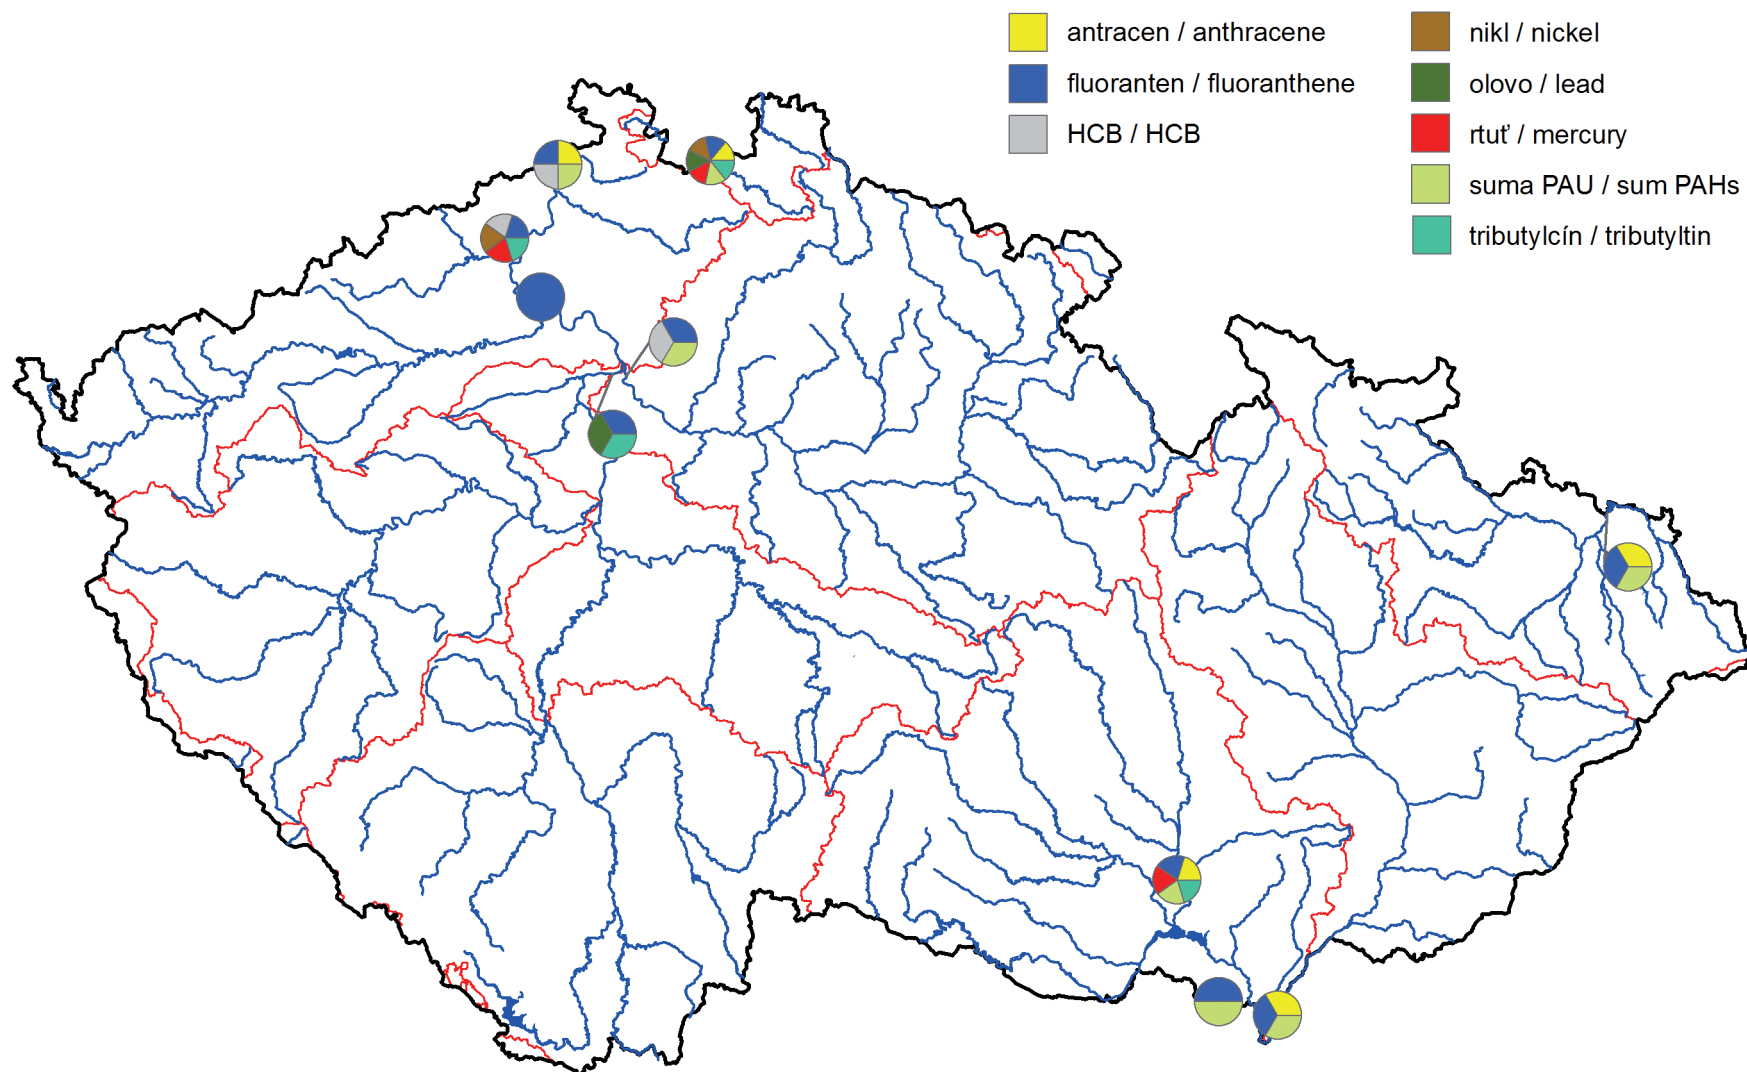 antracen / anthracene
fluoranten / fluoranthene
HCB / HCB
nikl / nickel
olovo / lead
rtuť / mercury
suma PAU / sum PAHs
tributylcín / tributyltin